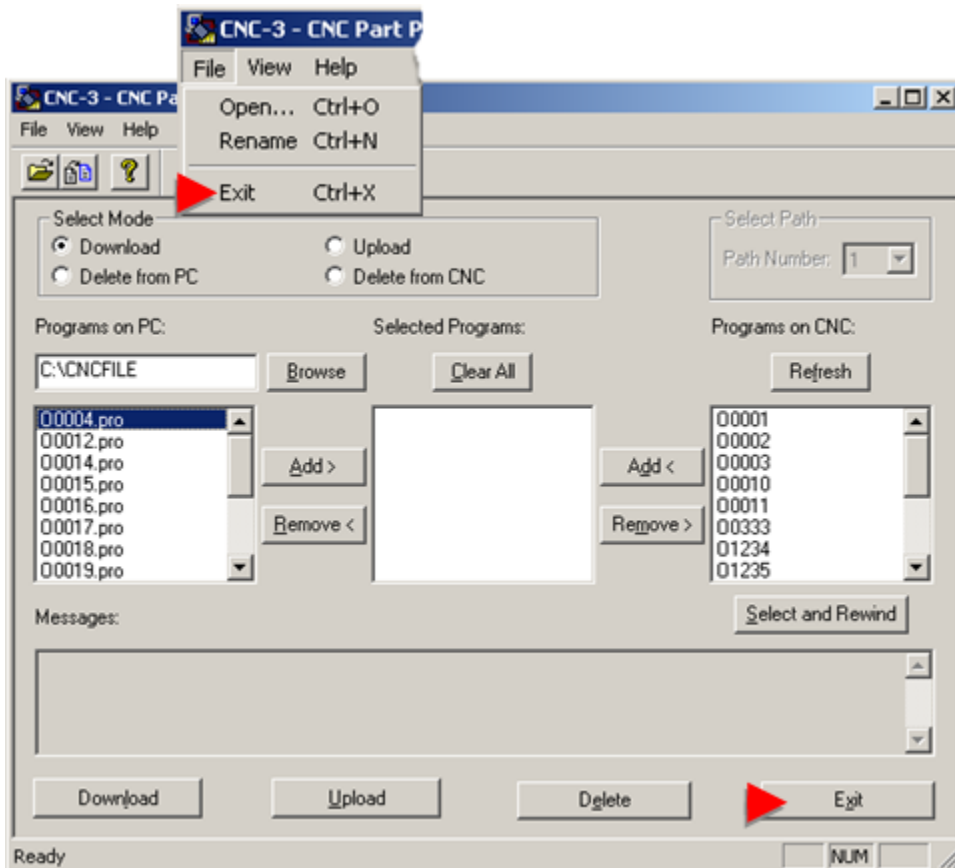 CNC-3 - CNC Part P
File View Help
Open... Ctrl+O
Rename Ctrl+N
Exit Ctrl+X
CNC-3 - CNC Pa
File View Help
Select Mode
Download
Upload
Delete from PC
Delete from CNC
Select Path
Path Number: 1
Programs on PC:
Selected Programs:
Programs on CNC:
C:\CNCFILE
Browse
Clear All
Refresh
O0004.pro
O0012.pro
O0014.pro
O0015.pro
O0016.pro
O0017.pro
O0018.pro
O0019.pro
Add >
Remove <
Add <
Remove >
O0001
O0002
O0003
O0010
O0011
O0333
O1234
O1235
Select and Rewind
Messages:
Download
Upload
Delete
Exit
Ready
NUM